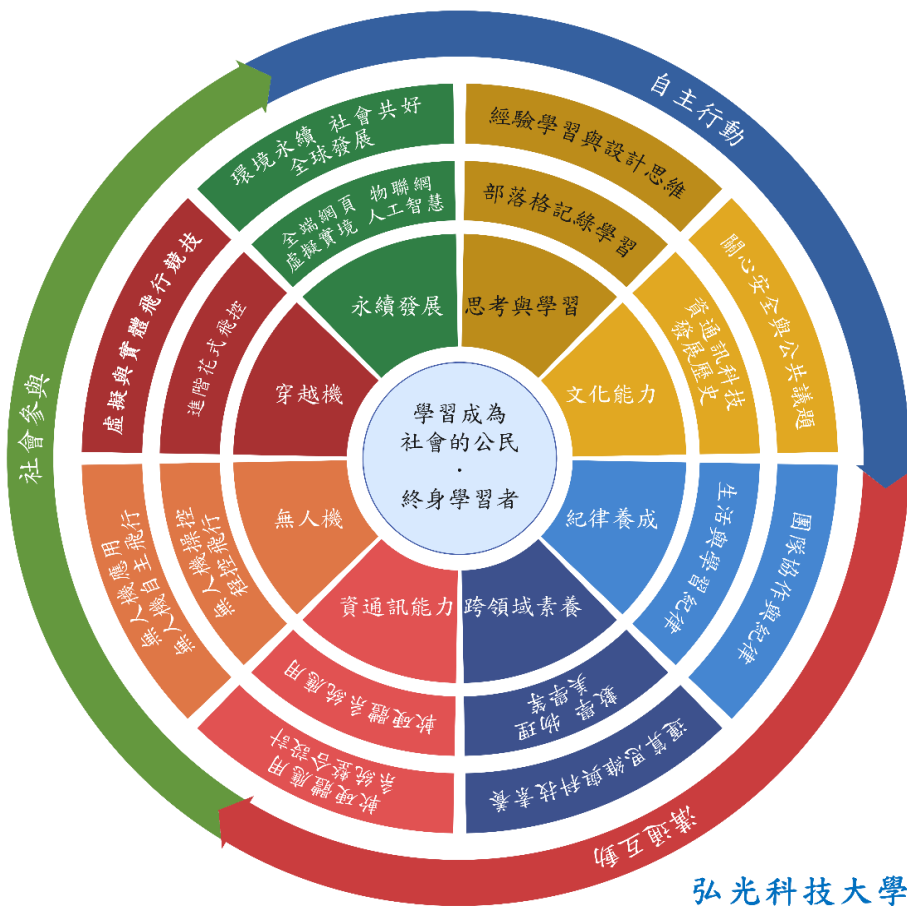 自主行動
溝通互動
社會參與
學習成為
社會的公民
·
終身學習者
思考與學習
部落格記錄學習
經驗學習與設計思維
文化能力
資通訊科技
發展歷史
關心安全與公共議題
紀律養成
生活與學習紀律
團隊協作與紀律
跨領域素養
數學 物理
美學等
運算思維與科技素養
資通訊能力
軟硬體系統應用
軟硬體應用
系統整合設計
無人機
無人機操控
程控飛行
無人機應用
無人機自主飛行
穿越機
進階花式飛控
虛擬與實體飛行競技
永續發展
全端網頁 物聯網
虛擬實境 人工智慧
環境永續 社會共好
全球發展
弘光科技大學